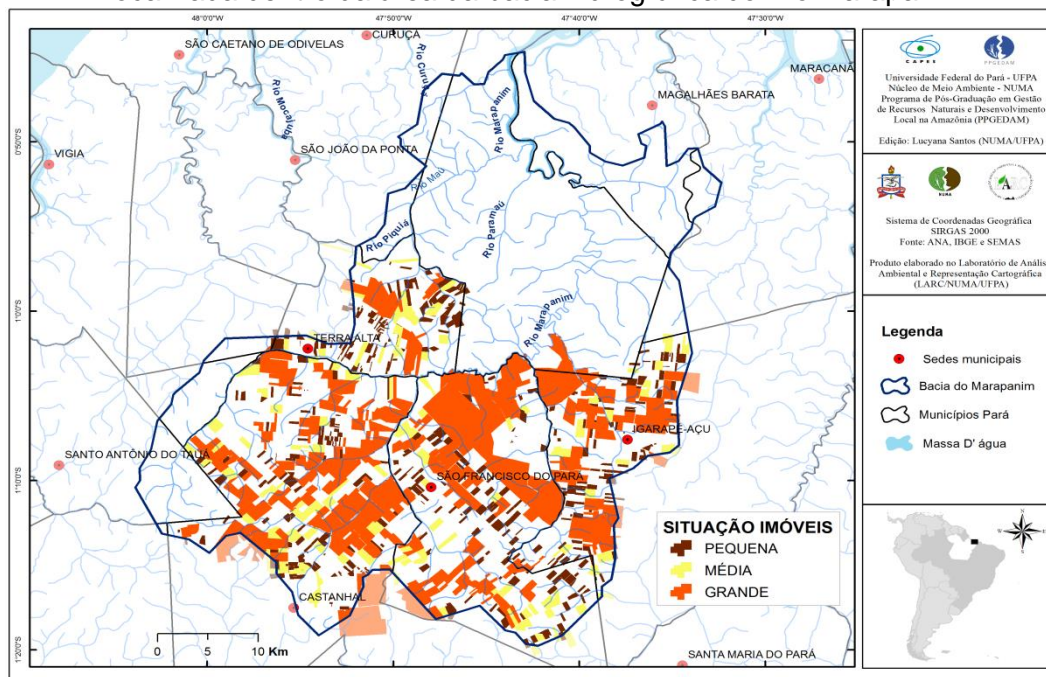 48°0'0"O
47°50'0"O
47°40'0"O
47°30'0"O
CURUÇÁ
SÃO CAETANO DE ODIVELAS
MARACANÃ
MAGALHÃES BARATA
Rio Curuçá
Rio Mocajuba
Rio Marapanim
0°50'0"S
VIGIA
SÃO JOÃO DA PONTA
Rio Maú
Rio Paramaú
Rio Piquiá
1°0'0"S
Rio Marapanim
TERRA ALTA
IGARAPÉ-AÇU
SANTO ANTÔNIO DO TAUÁ
1°10'0"S
SÃO FRANCISCO DO PARÁ
SITUAÇÃO IMÓVEIS
PEQUENA
MÉDIA
GRANDE
CASTANHAL
0 10 Km
1°20'0"S
SANTA MARIA DO PARÁ
CAPES
PPGEDAM
Universidade Federal do Pará - UFPA
Núcleo de Meio Ambiente - NUMA
Programa de Pós-Graduação em Gestão
de Recursos Naturais e Desenvolvimento
Local na Amazônia (PPGEDAM)
Edição: Lucyana Santos (NUMA/UFPA)
NUMA
Sistema de Coordenadas Geográfica
SIRGAS 2000
Fonte: ANA, IBGE e SEMAS
Produto elaborado no Laboratório de Anális
Ambiental e Representação Cartográfica
(LARC/NUMA/UFPA)
Legenda
Sedes municipais
Bacia do Marapanim
Municípios Pará
Massa D' água
N